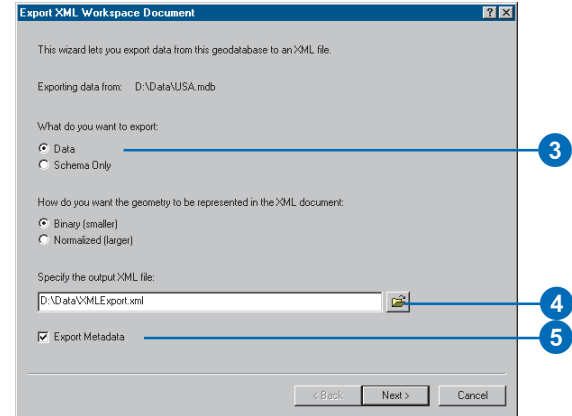 Export XML Workspace Document
This wizard lets you export data from this geodatabase to an XML file.
Exporting data from: D:\Data\USA.mdb
What do you want to export:
Data
3
Schema Only
How do you want the geometry to be represented in the XML document:
Binary (smaller)
Normalized (larger)
Specify the output XML file:
D:\Data\XMLExport.xml
4
Export Metadata
5
< Back Next > Cancel